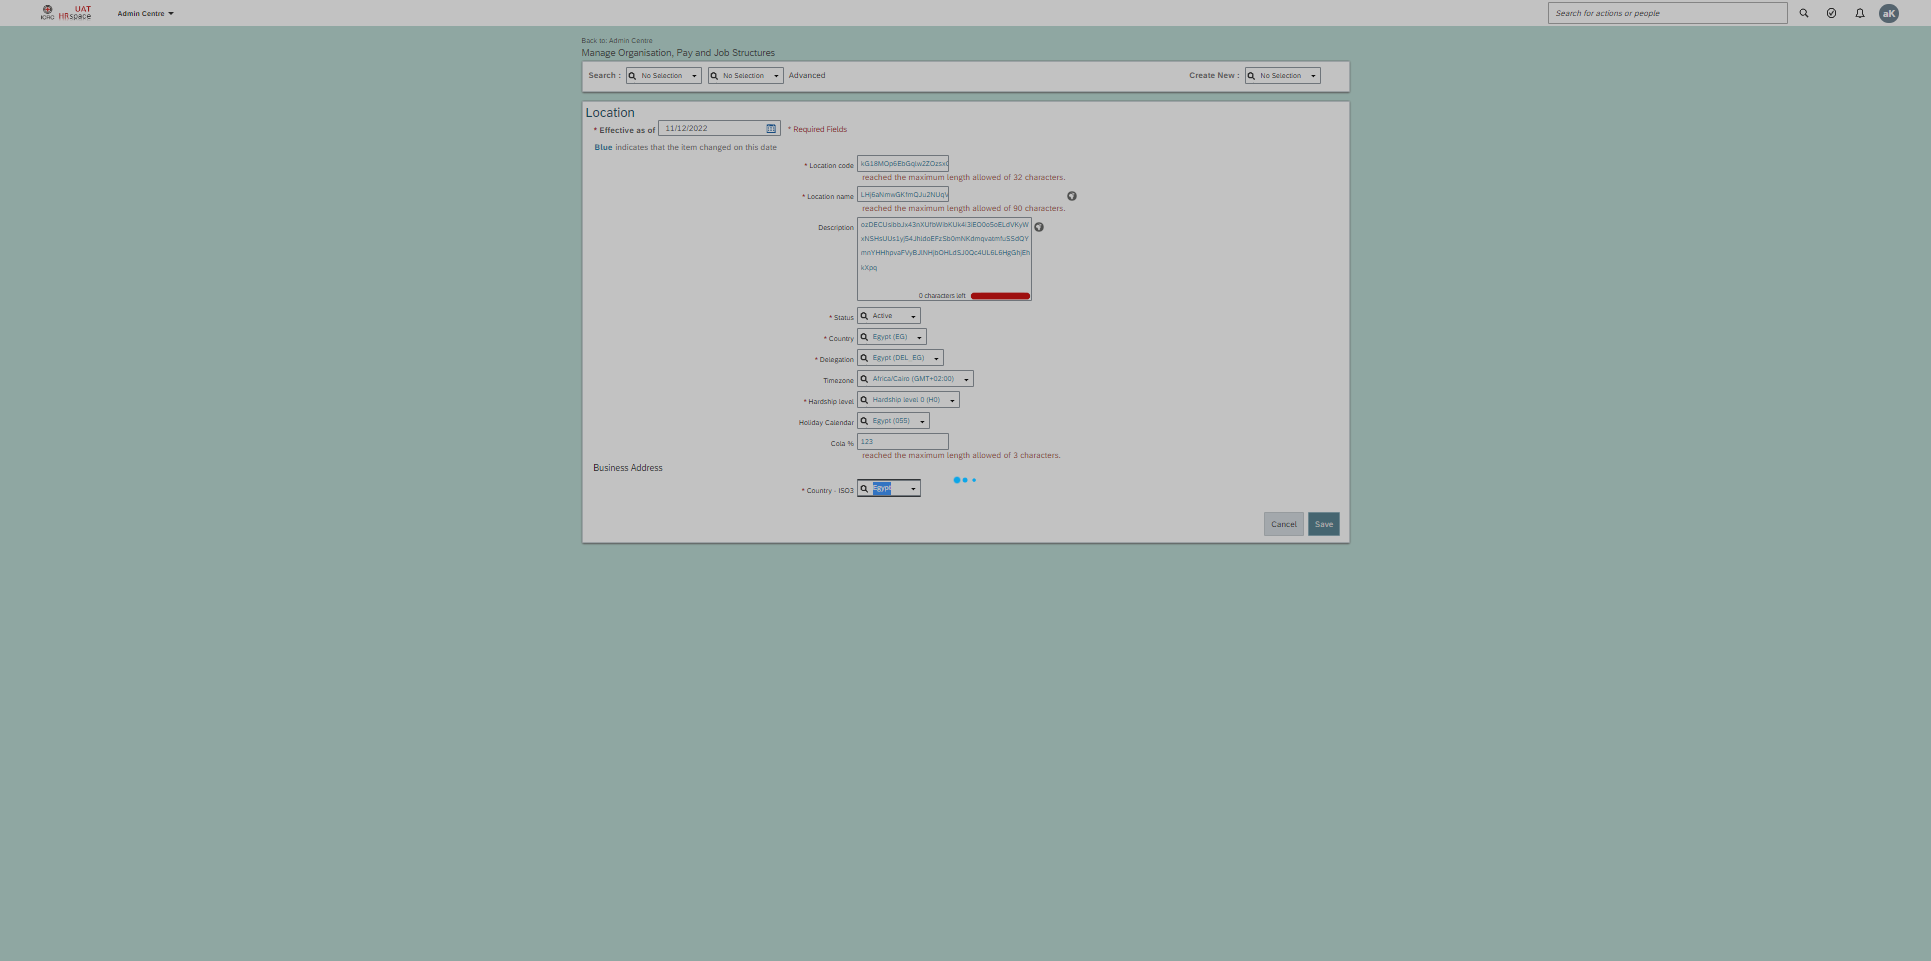 UAT
ICRC HRspace
Admin Centre
Search for actions or people
aK
Back to: Admin Centre
Manage Organisation, Pay and Job Structures
Search : No Selection No Selection Advanced
Create New : No Selection
Location
* Effective as of 11/12/2022 * Required Fields
Blue indicates that the item changed on this date
* Location code
reached the maximum length allowed of 32 characters.
* Location name
reached the maximum length allowed of 90 characters.
Description
kXpq
0 characters left
* Status Active
* Country Egypt (EG)
* Delegation Egypt (DEL_EG)
Timezone Africa/Cairo (GMT+02:00)
* Hardship level Hardship level 0 (H0)
Holiday Calendar Egypt (055)
Cola % 123
reached the maximum length allowed of 3 characters.
Business Address
* Country - ISO3 Egypt
Cancel Save